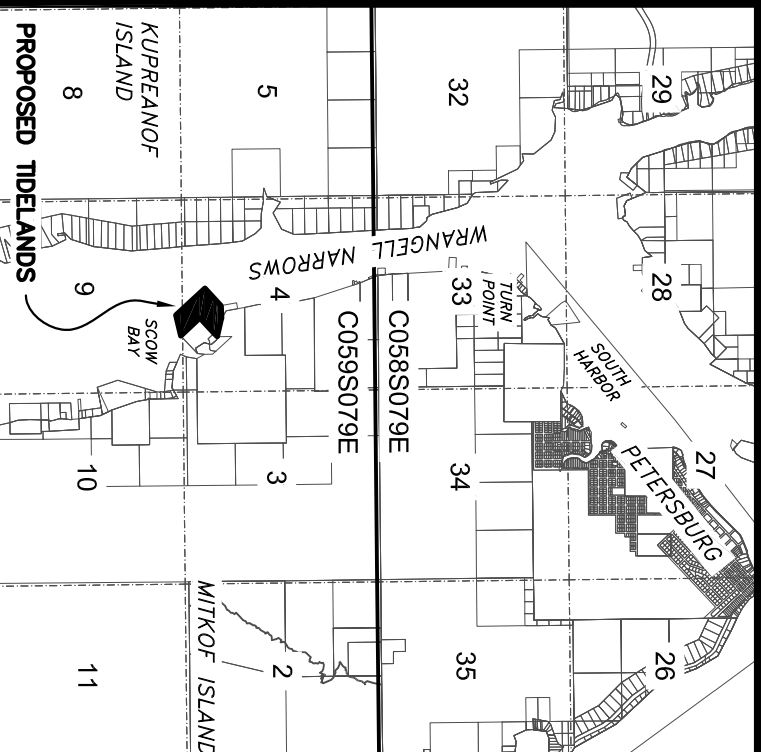 29
28
27
26
32
33
34
35
5
4
3
2
8
9
10
11
KUPREANOF
ISLAND
WRANGELL NARROWS
TURN
POINT
SOUTH
HARBOR
PETERSBURG
C058S079E
C059S079E
SCOW
BAY
MITKOF ISLAND
PROPOSED TIDELANDS